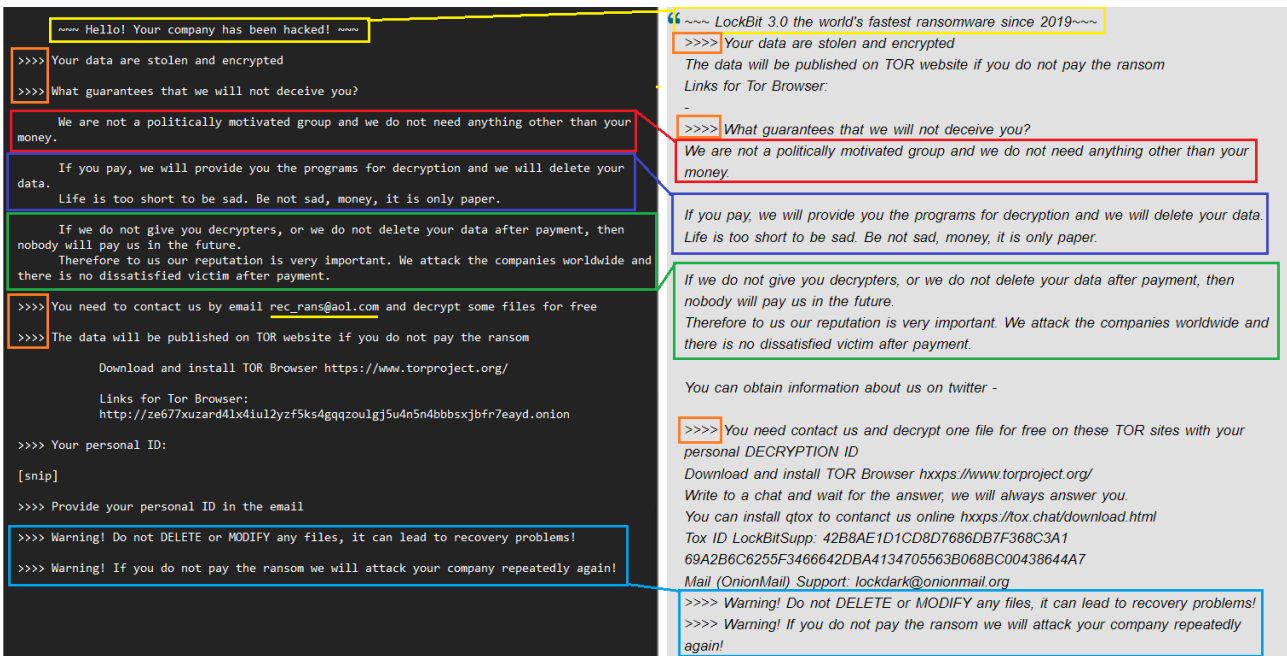 ~~~ Hello! Your company has been hacked! ~~~
>>>> Your data are stolen and encrypted
>>>> What guarantees that we will not deceive you?
We are not a politically motivated group and we do not need anything other than your
money.
If you pay, we will provide you the programs for decryption and we will delete your
data.
Life is too short to be sad. Be not sad, money, it is only paper.
If we do not give you decrypters, or we do not delete your data after payment, then
nobody will pay us in the future.
Therefore to us our reputation is very important. We attack the companies worldwide and
there is no dissatisfied victim after payment.
>>>> You need to contact us by email rec_rans@aol.com and decrypt some files for free
>>>> The data will be published on TOR website if you do not pay the ransom
Download and install TOR Browser https://www.torproject.org/
Links for Tor Browser:
http://ze677xuzard4lx4iul2yzf5ks4gqqzoulgj5u4n5n4bbbsxjbfr7eayd.onion
>>>> Your personal ID:
[snip]
>>>> Provide your personal ID in the email
>>>> Warning! Do not DELETE or MODIFY any files, it can lead to recovery problems!
>>>> Warning! If you do not pay the ransom we will attack your company repeatedly again!
“ ~~~ LockBit 3.0 the world's fastest ransomware since 2019~~~
>>>> Your data are stolen and encrypted
The data will be published on TOR website if you do not pay the ransom
Links for Tor Browser:
-
>>>> What guarantees that we will not deceive you?
We are not a politically motivated group and we do not need anything other than your
money.
If you pay, we will provide you the programs for decryption and we will delete your data.
Life is too short to be sad. Be not sad, money, it is only paper.
If we do not give you decrypters, or we do not delete your data after payment, then
nobody will pay us in the future.
Therefore to us our reputation is very important. We attack the companies worldwide and
there is no dissatisfied victim after payment.
You can obtain information about us on twitter -
>>>> You need contact us and decrypt one file for free on these TOR sites with your
personal DECRYPTION ID
Download and install TOR Browser hxxps://www.torproject.org/
Write to a chat and wait for the answer, we will always answer you.
You can install qtox to contanct us online hxxps://tox.chat/download.html
Tox ID LockBitSupp: 42B8AE1D1CD8D7686DB7F368C3A1
69A2B6C6255F3466642DBA4134705563B068BC00438644A7
Mail (OnionMail) Support: lockdark@onionmail.org
>>>> Warning! Do not DELETE or MODIFY any files, it can lead to recovery problems!
>>>> Warning! If you do not pay the ransom we will attack your company repeatedly
again!